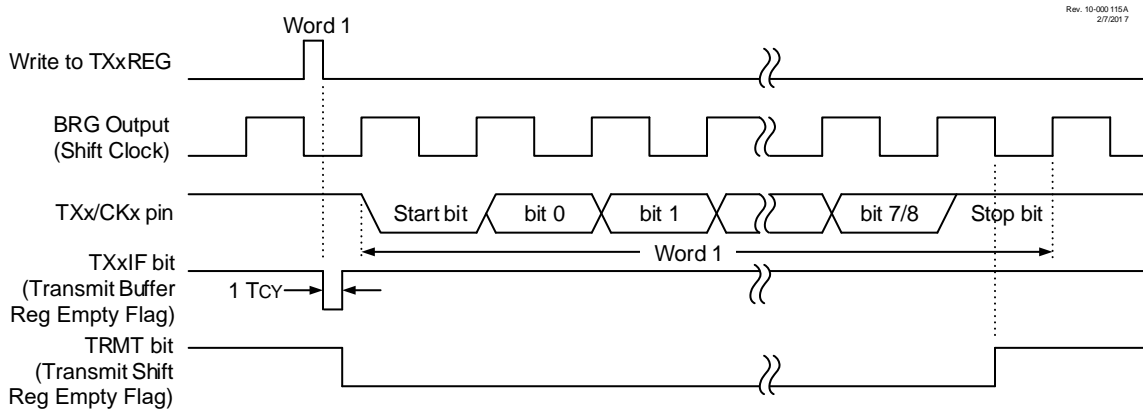 Rev. 10-000 115A
2/7/201 7
Word 1
Write to TXxREG
BRG Output
(Shift Clock)
TXx/CKx pin
Start bit
bit 0
bit 1
bit 7/8
Stop bit
Word 1
TXxIF bit
(Transmit Buffer
Reg Empty Flag)
1 TCY
TRMT bit
(Transmit Shift
Reg Empty Flag)